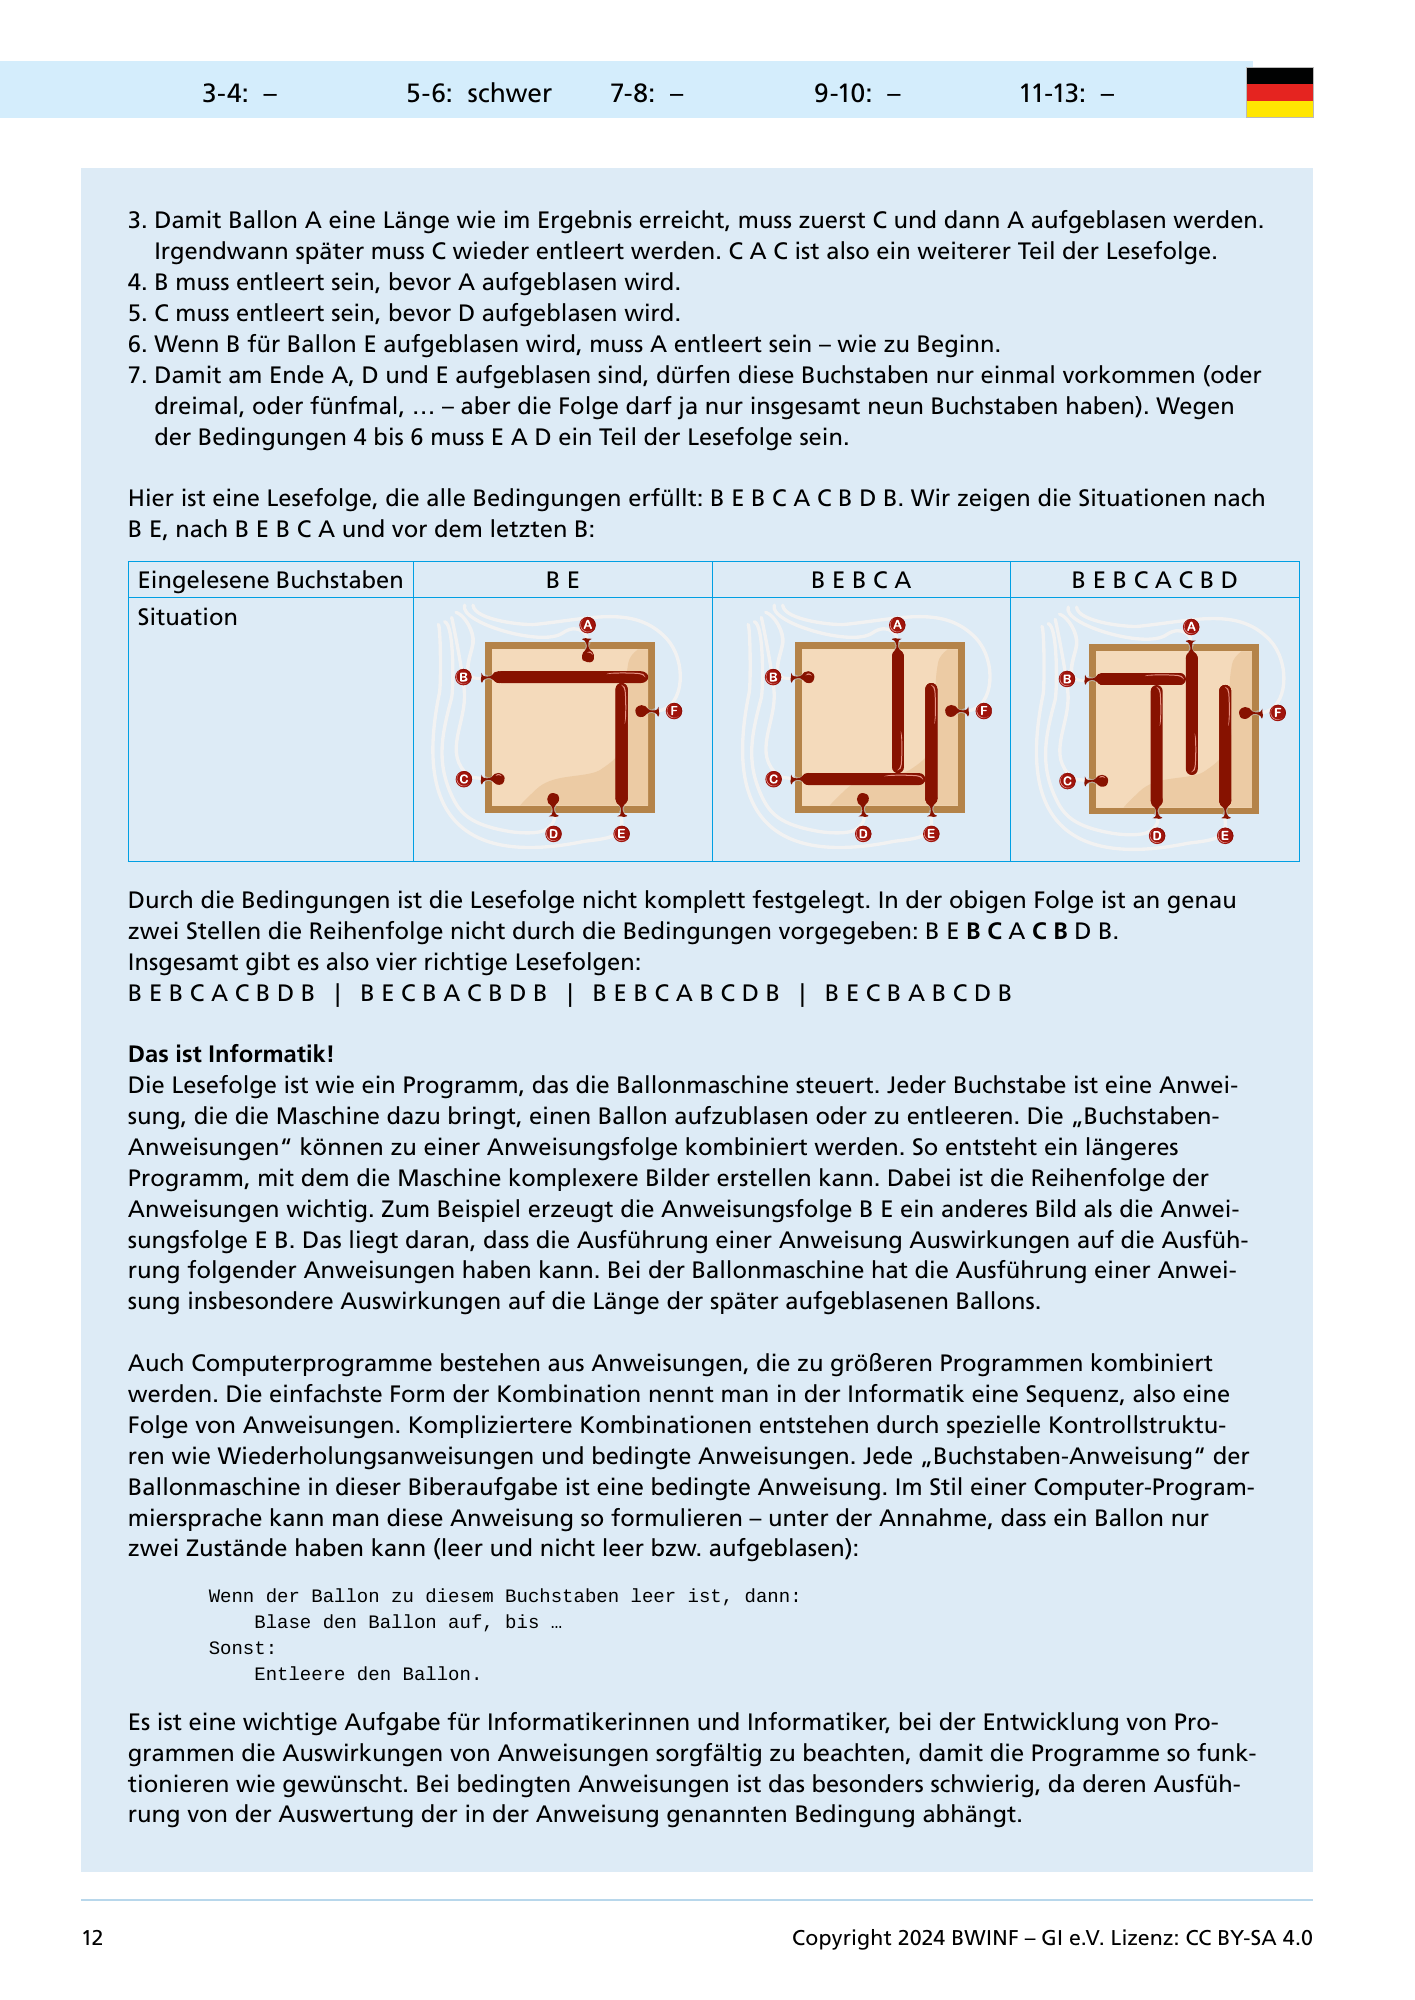 3-4: –    5-6: schwer    7-8: –    9-10: –    11-13: –
3. Damit Ballon A eine Länge wie im Ergebnis erreicht, muss zuerst C und dann A aufgeblasen werden.
Irgendwann später muss C wieder entleert werden. C A C ist also ein weiterer Teil der Lesefolge.
4. B muss entleert sein, bevor A aufgeblasen wird.
5. C muss entleert sein, bevor D aufgeblasen wird.
6. Wenn B für Ballon E aufgeblasen wird, muss A entleert sein – wie zu Beginn.
7. Damit am Ende A, D und E aufgeblasen sind, dürfen diese Buchstaben nur einmal vorkommen (oder
dreimal, oder fünfmal, … – aber die Folge darf ja nur insgesamt neun Buchstaben haben). Wegen
der Bedingungen 4 bis 6 muss E A D ein Teil der Lesefolge sein.
Hier ist eine Lesefolge, die alle Bedingungen erfüllt: B E B C A C B D B. Wir zeigen die Situationen nach
B E, nach B E B C A und vor dem letzten B:
Eingelesene Buchstaben    B E    B E B C A    B E B C A C B D
Situation
A A A
B B B
F F F
C C C
D E D E D E
Durch die Bedingungen ist die Lesefolge nicht komplett festgelegt. In der obigen Folge ist an genau
zwei Stellen die Reihenfolge nicht durch die Bedingungen vorgegeben: B E B C A C B D B.
Insgesamt gibt es also vier richtige Lesefolgen:
B E B C A C B D B | B E C B A C B D B | B E B C A B C D B | B E C B A B C D B
Das ist Informatik!
Die Lesefolge ist wie ein Programm, das die Ballonmaschine steuert. Jeder Buchstabe ist eine Anwei-
sung, die die Maschine dazu bringt, einen Ballon aufzublasen oder zu entleeren. Die „Buchstaben-
Anweisungen“ können zu einer Anweisungsfolge kombiniert werden. So entsteht ein längeres
Programm, mit dem die Maschine komplexere Bilder erstellen kann. Dabei ist die Reihenfolge der
Anweisungen wichtig. Zum Beispiel erzeugt die Anweisungsfolge B E ein anderes Bild als die Anwei-
sungsfolge E B. Das liegt daran, dass die Ausführung einer Anweisung Auswirkungen auf die Ausfüh-
rung folgender Anweisungen haben kann. Bei der Ballonmaschine hat die Ausführung einer Anwei-
sung insbesondere Auswirkungen auf die Länge der später aufgeblasenen Ballons.
Auch Computerprogramme bestehen aus Anweisungen, die zu größeren Programmen kombiniert
werden. Die einfachste Form der Kombination nennt man in der Informatik eine Sequenz, also eine
Folge von Anweisungen. Kompliziertere Kombinationen entstehen durch spezielle Kontrollstruktu-
ren wie Wiederholungsanweisungen und bedingte Anweisungen. Jede „Buchstaben-Anweisung“ der
Ballonmaschine in dieser Biberaufgabe ist eine bedingte Anweisung. Im Stil einer Computer-Program-
miersprache kann man diese Anweisung so formulieren – unter der Annahme, dass ein Ballon nur
zwei Zustände haben kann (leer und nicht leer bzw. aufgeblasen):
Wenn der Ballon zu diesem Buchstaben leer ist, dann:
Blase den Ballon auf, bis …
Sonst:
Entleere den Ballon.
Es ist eine wichtige Aufgabe für Informatikerinnen und Informatiker, bei der Entwicklung von Pro-
grammen die Auswirkungen von Anweisungen sorgfältig zu beachten, damit die Programme so funk-
tionieren wie gewünscht. Bei bedingten Anweisungen ist das besonders schwierig, da deren Ausfüh-
rung von der Auswertung der in der Anweisung genannten Bedingung abhängt.
12    Copyright 2024 BWINF – GI e.V. Lizenz: CC BY-SA 4.0